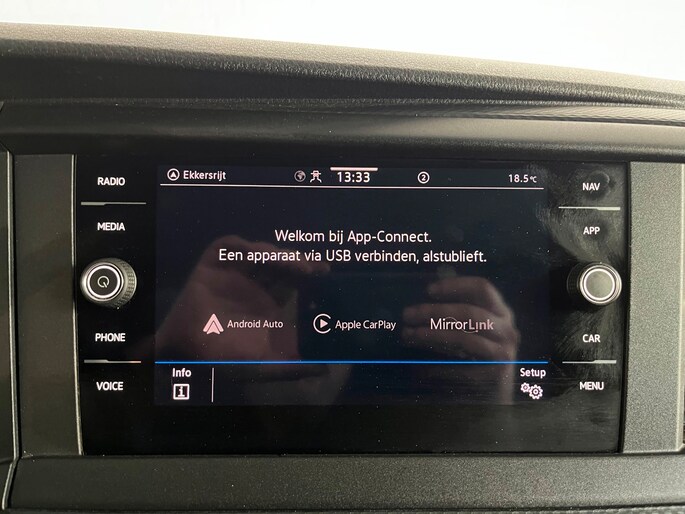 RADIO
MEDIA
PHONE
VOICE
Ekkersrijt
13:33
2
18.5°C
Welkom bij App-Connect.
Een apparaat via USB verbinden, alstublieft.
Android Auto
Apple CarPlay
MirrorLink
Info
Setup
NAV
APP
CAR
MENU